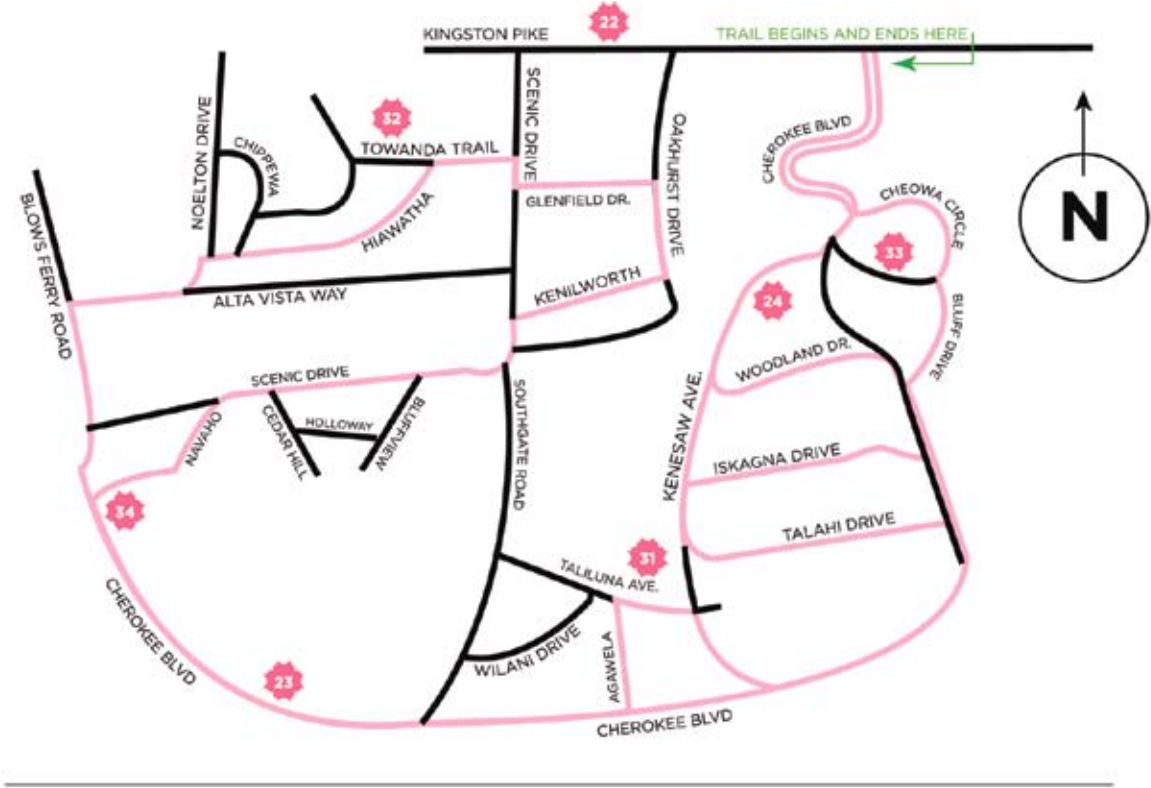 22
KINGSTON PIKE
TRAIL BEGINS AND ENDS HERE
NOELTON DRIVE
CHIPPEWA
32
TOWANDA TRAIL
SCENIC DRIVE
OAKHURST DRIVE
CHEROKEE BLVD
N
BLOWS FERRY ROAD
HIAWATHA
GLENFIELD DR.
CHEOWA CIRCLE
33
ALTA VISTA WAY
KENILWORTH
24
BLUFF DRIVE
WOODLAND DR.
SCENIC DRIVE
NAVAHO
CEDAR HILL
HOLLOWAY
BLUFFVIEW
SOUTHGATE ROAD
KENESAW AVE.
ISKAGNA DRIVE
34
TALAHI DRIVE
31
TALILUNA AVE.
CHEROKEE BLVD
WILANI DRIVE
AGAWELA
23
CHEROKEE BLVD